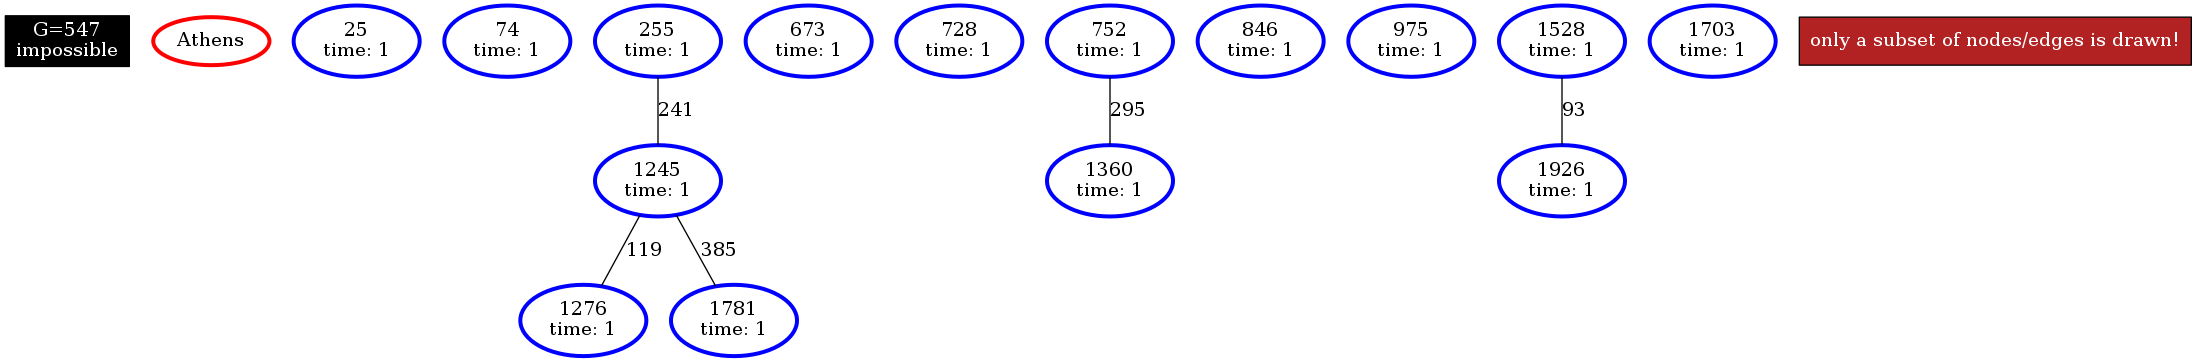 G=547
impossible
Athens
25
time: 1
74
time: 1
255
time: 1
673
time: 1
728
time: 1
752
time: 1
846
time: 1
975
time: 1
1528
time: 1
1703
time: 1
only a subset of nodes/edges is drawn!
241
295
93
1245
time: 1
1360
time: 1
1926
time: 1
119
385
1276
time: 1
1781
time: 1